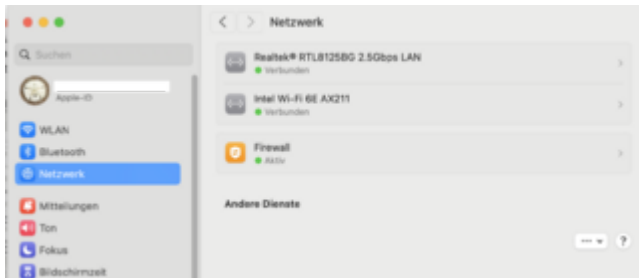 Netzwerk
Suchen
Apple-ID
WLAN
Bluetooth
Netzwerk
Mitteilungen
Ton
Fokus
Bildschirmzeit
Realtek® RTL8125BG 2.5Gbps LAN
Verbunden
Intel Wi-Fi 6E AX211
Verbunden
Firewall
Aktiv
Andere Dienste
?